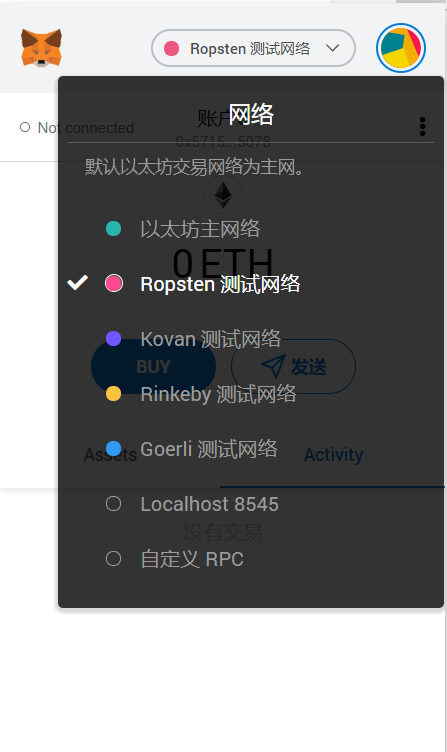 Ropsten 测试网络
Not connected
账户
0x5715...5078
网络
默认以太坊交易网络为主网。
以太坊主网络
0 ETH
Ropsten 测试网络
Kovan 测试网络
BUY
发送
Rinkeby 测试网络
Goerli 测试网络
Assets
Activity
Localhost 8545
没有交易
自定义 RPC